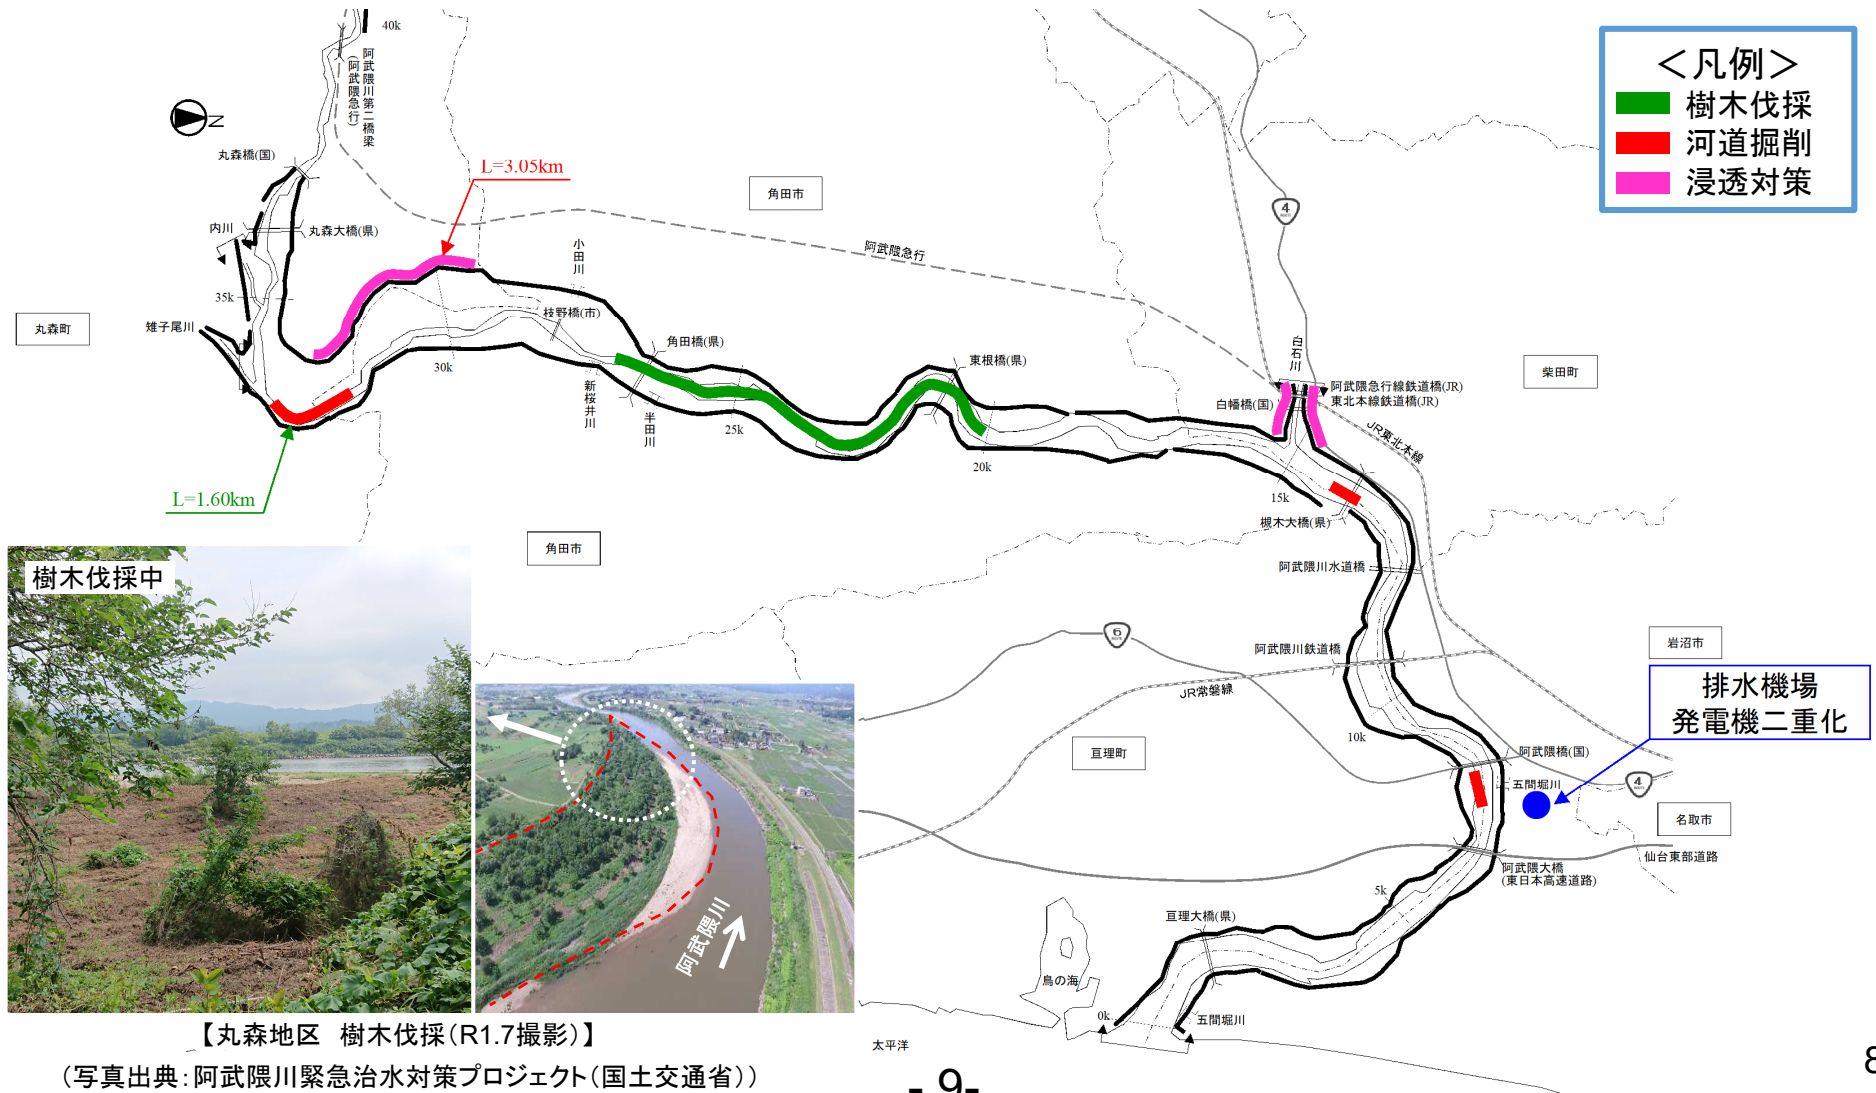 40k
阿武隈川第二橋梁
(阿武隈急行)
<凡例>
樹木伐採
河道掘削
浸透対策
N
丸森橋(国)
L=3.05km
角田市
4
ROUTE
内川
丸森大橋(県)
小田川
阿武隈急行
35k
丸森町
雉子尾川
枝野橋(市)
角田橋(県)
30k
東根橋(県)
白石川
柴田町
阿武隈急行線鉄道橋(JR)
東北本線鉄道橋(JR)
白幡橋(国)
新桜井川
半田川
25k
JR東北本線
20k
15k
L=1.60km
槻木大橋(県)
角田市
阿武隈川水道橋
樹木伐採中
6
ROUTE
岩沼市
阿武隈川鉄道橋
排水機場
発電機二重化
JR常磐線
10k
亘理町
阿武隈橋(国)
4
ROUTE
五間堀川
名取市
仙台東部道路
阿武隈大橋
(東日本高速道路)
5k
亘理大橋(県)
阿武隈川
鳥の海
0k
五間堀川
太平洋
【丸森地区 樹木伐採(R1.7撮影)】
(写真出典:阿武隈川緊急治水対策プロジェクト(国土交通省))
- 9-
8